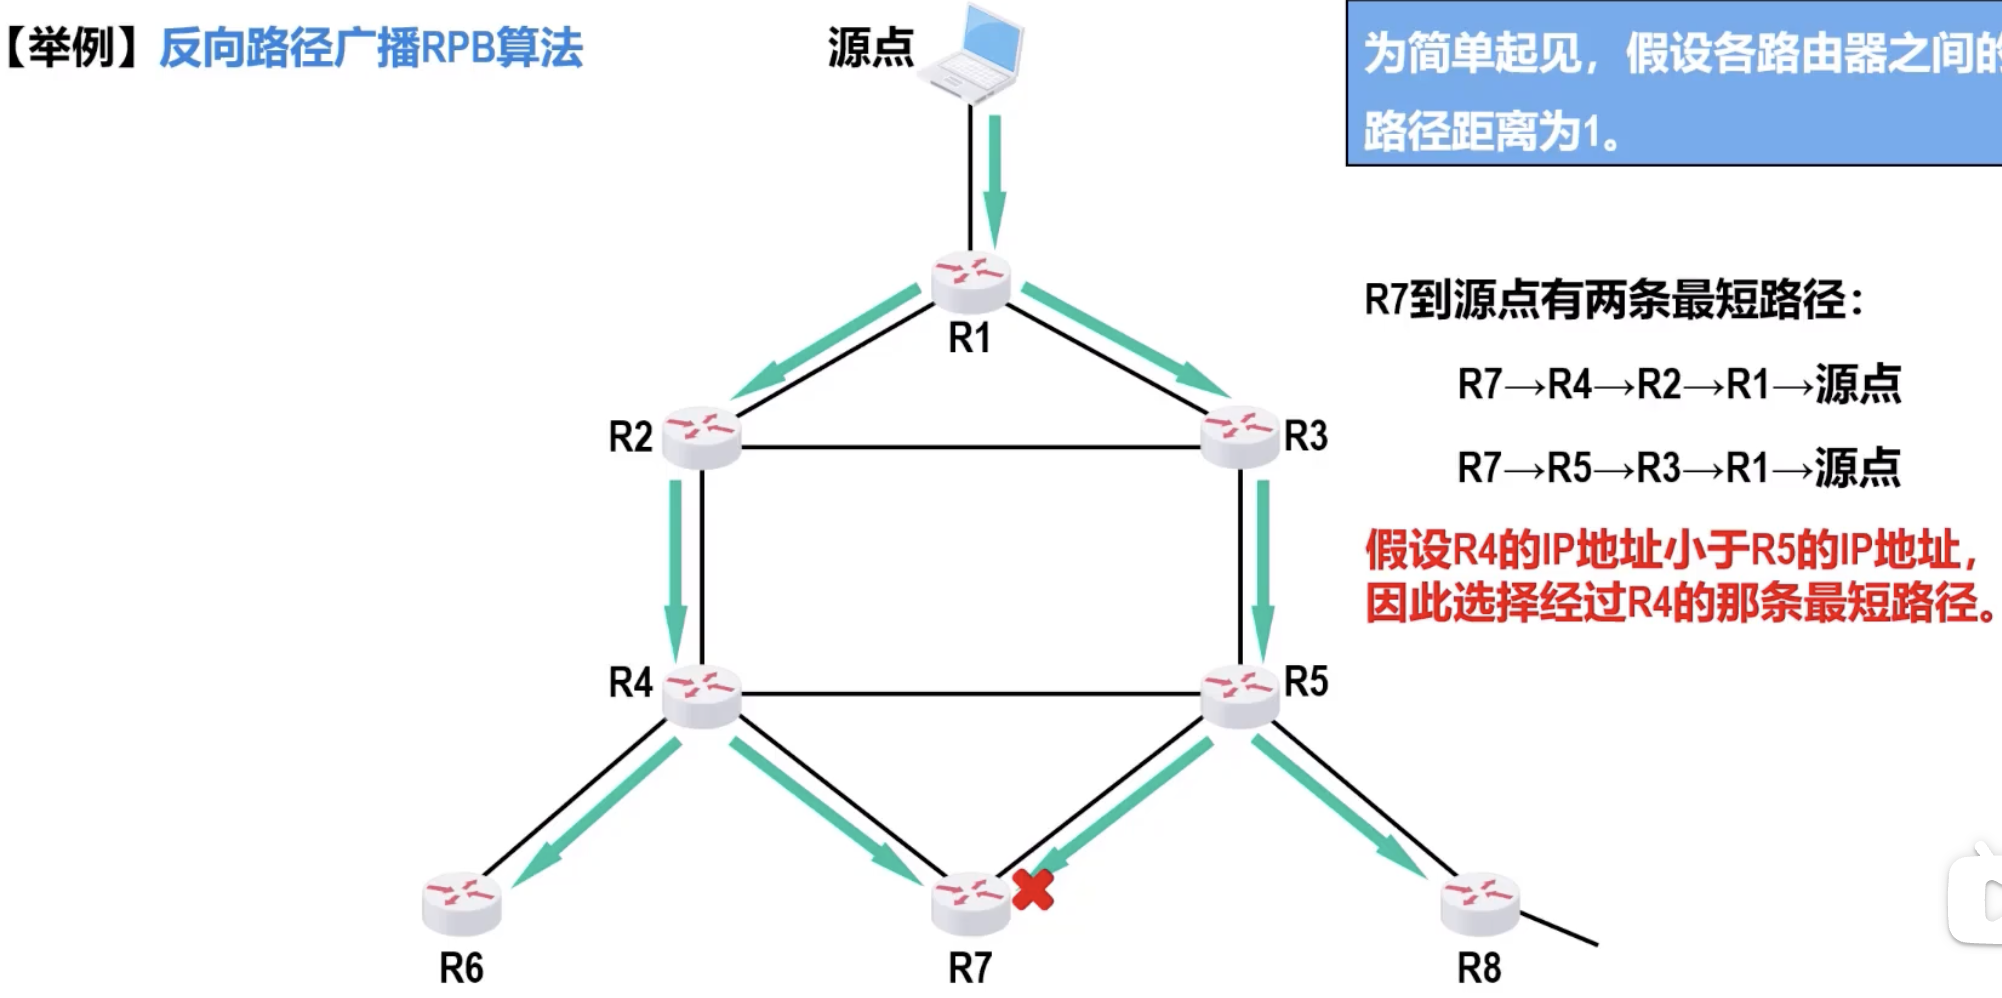 【举例】反向路径广播RPB算法
源点
为简单起见，假设各路由器之间的
路径距离为1。
R1
R7到源点有两条最短路径：
R7→R4→R2→R1→源点
R2
R3
R7→R5→R3→R1→源点
假设R4的IP地址小于R5的IP地址，
因此选择经过R4的那条最短路径。
R4
R5
R6
R7
R8